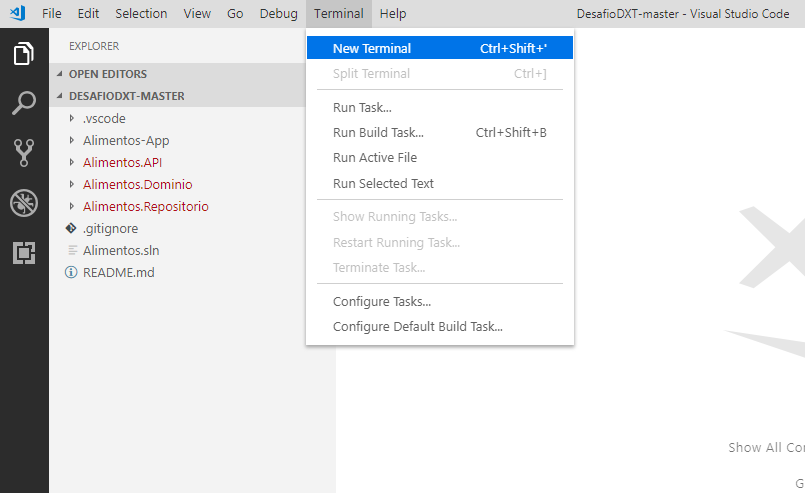 File Edit Selection View Go Debug Terminal Help DesafioDXT-master - Visual Studio Code
EXPLORER
OPEN EDITORS
DESAFIODXT-MASTER
.vscode
Alimentos-App
Alimentos.API
Alimentos.Dominio
Alimentos.Repositorio
.gitignore
Alimentos.sln
README.md
New Terminal Ctrl+Shift+'
Split Terminal Ctrl+]
Run Task...
Run Build Task... Ctrl+Shift+B
Run Active File
Run Selected Text
Show Running Tasks...
Restart Running Task...
Terminate Task...
Configure Tasks...
Configure Default Build Task...
Show All Co
G